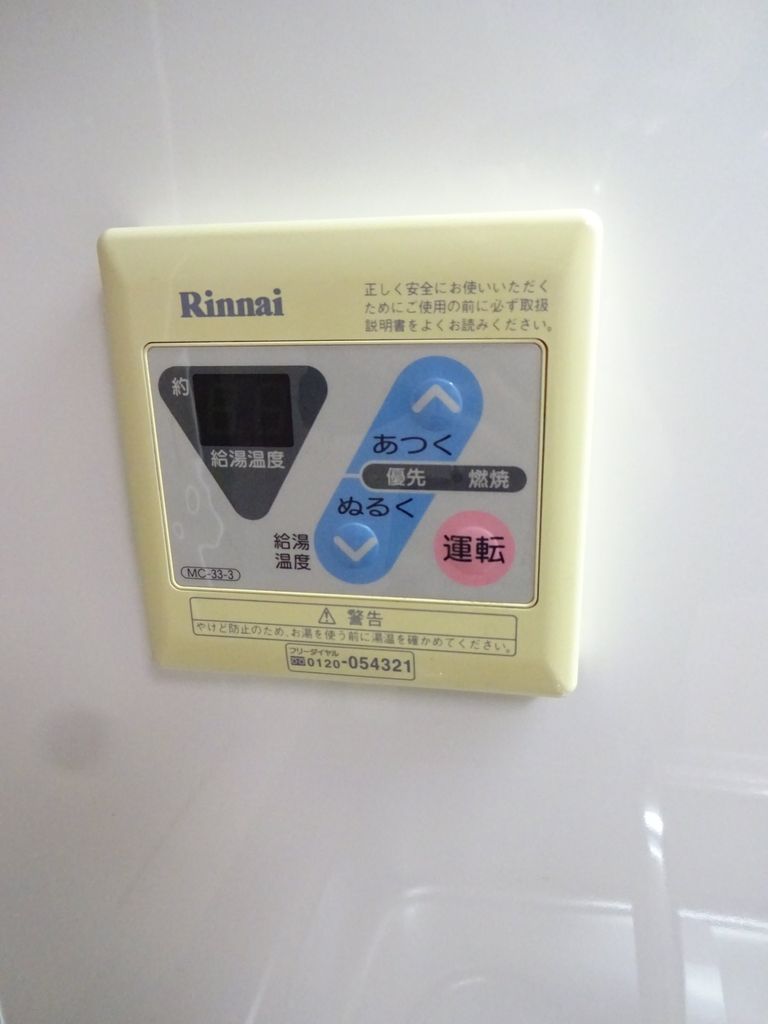 Rinnai
正しく安全にお使いいただく
ためにご使用の前に必ず取扱
説明書をよくお読みください。
約
給湯温度
あつく
優先 燃焼
ぬるく
給湯
温度
運転
MC-33-3
⚠ 警告
やけど防止のため、お湯を使う前に湯温を確かめてください。
フリーダイヤル
0120-054321